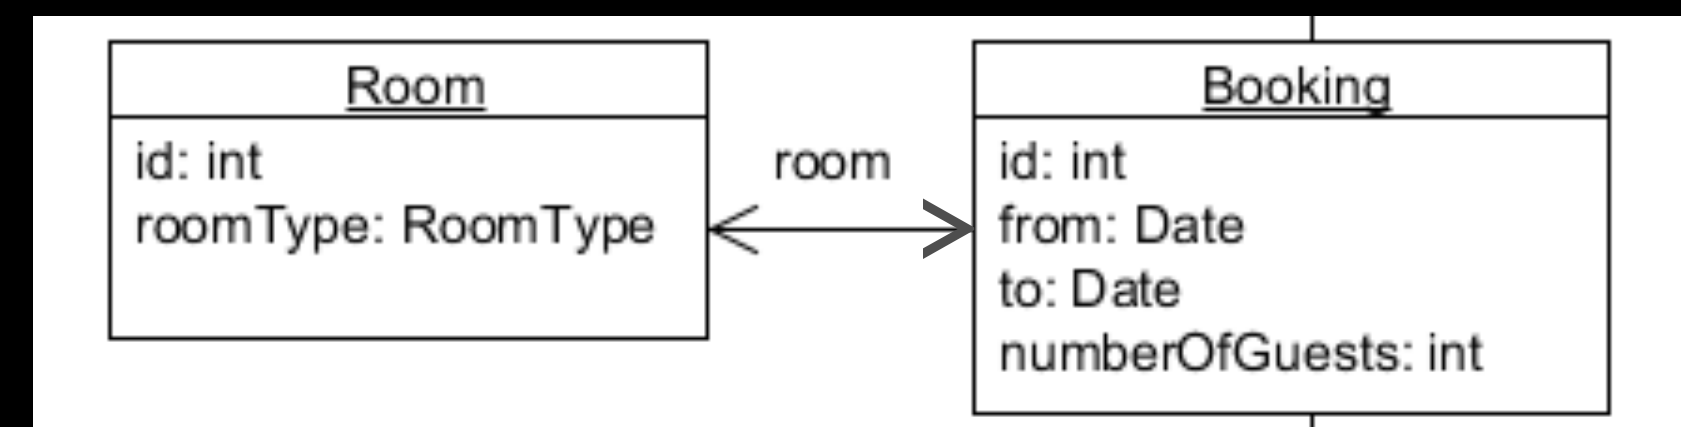 Room
id: int
roomType: RoomType
room
Booking
id: int
from: Date
to: Date
numberOfGuests: int